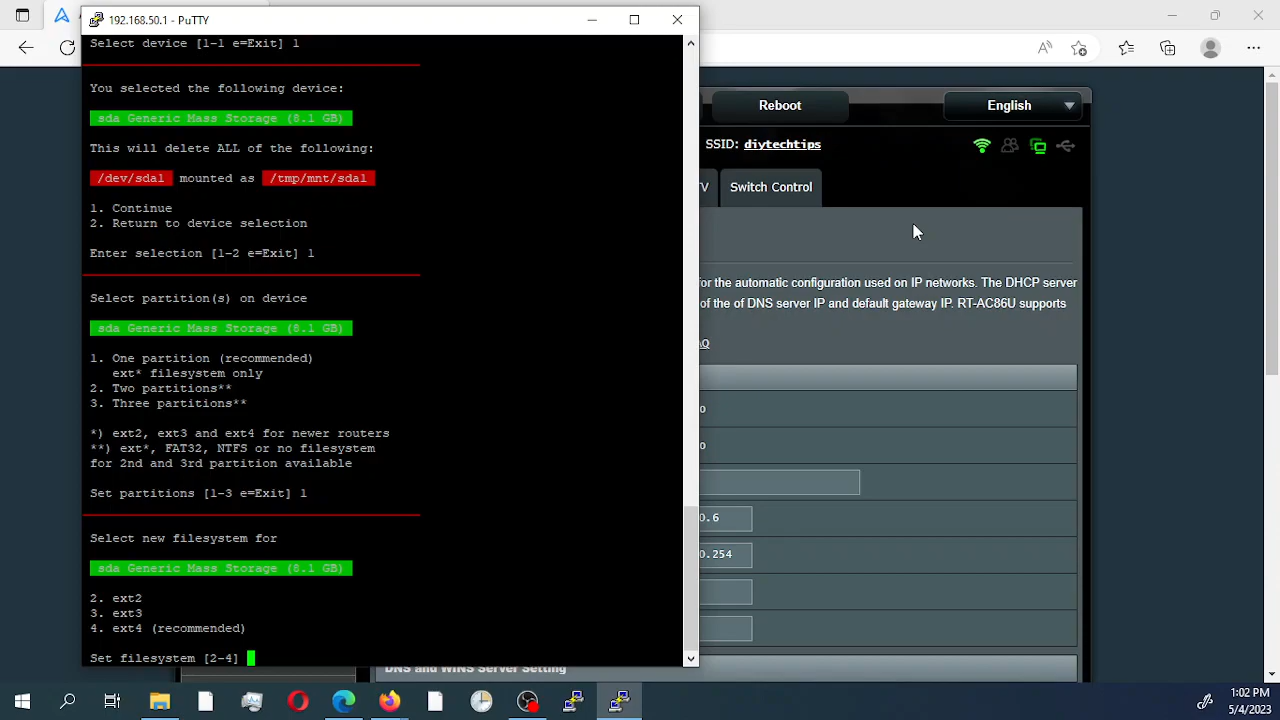 192.168.50.1 - PuTTY
Select device [1-1 e=Exit] 1
You selected the following device:
sda Generic Mass Storage (8.1 GB)
This will delete ALL of the following:
/dev/sda1 mounted as /tmp/mnt/sda1
1. Continue
2. Return to device selection
Enter selection [1-2 e=Exit] 1
Select partition(s) on device
sda Generic Mass Storage (8.1 GB)
1. One partition (recommended)
ext* filesystem only
2. Two partitions**
3. Three partitions**
*) ext2, ext3 and ext4 for newer routers
**) ext*, FAT32, NTFS or no filesystem
for 2nd and 3rd partition available
Set partitions [1-3 e=Exit] 1
Select new filesystem for
sda Generic Mass Storage (8.1 GB)
2. ext2
3. ext3
4. ext4 (recommended)
Set filesystem [2-4]
Reboot
English
SSID: diytechtips
TV
Switch Control
for the automatic configuration used on IP networks. The DHCP server
of the of DNS server IP and default gateway IP. RT-AC86U supports
AQ
o
o
0.6
0.254
DNS and WINS Server Setting
1:02 PM
5/4/2023